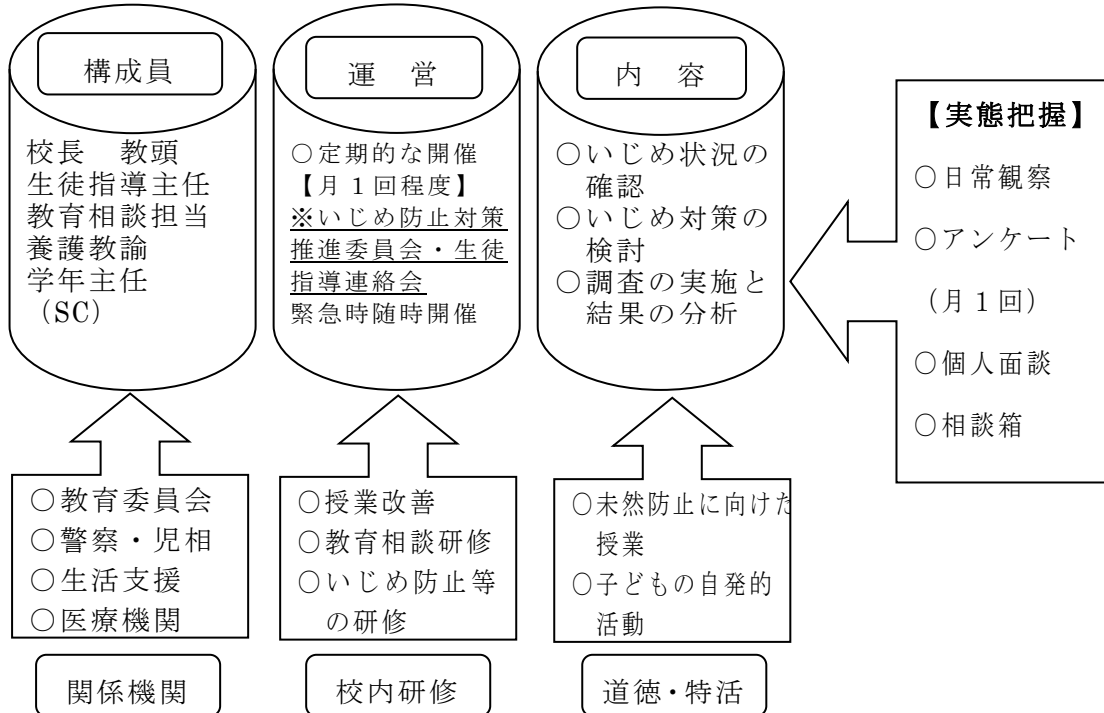 構成員
校長　教頭
生徒指導主任
教育相談担当
養護教諭
学年主任
（SC）
運　営
○定期的な開催
【月１回程度】
※いじめ防止対策
推進委員会・生徒
指導連絡会
緊急時随時開催
内　容
○いじめ状況の
確認
○いじめ対策の
検討
○調査の実施と
結果の分析
【実態把握】
○日常観察
○アンケート
（月１回）
○個人面談
○相談箱
○教育委員会
○警察・児相
○生活支援
○医療機関
関係機関
○授業改善
○教育相談研修
○いじめ防止等
の研修
校内研修
○未然防止に向けた
授業
○子どもの自発的
活動
道徳・特活